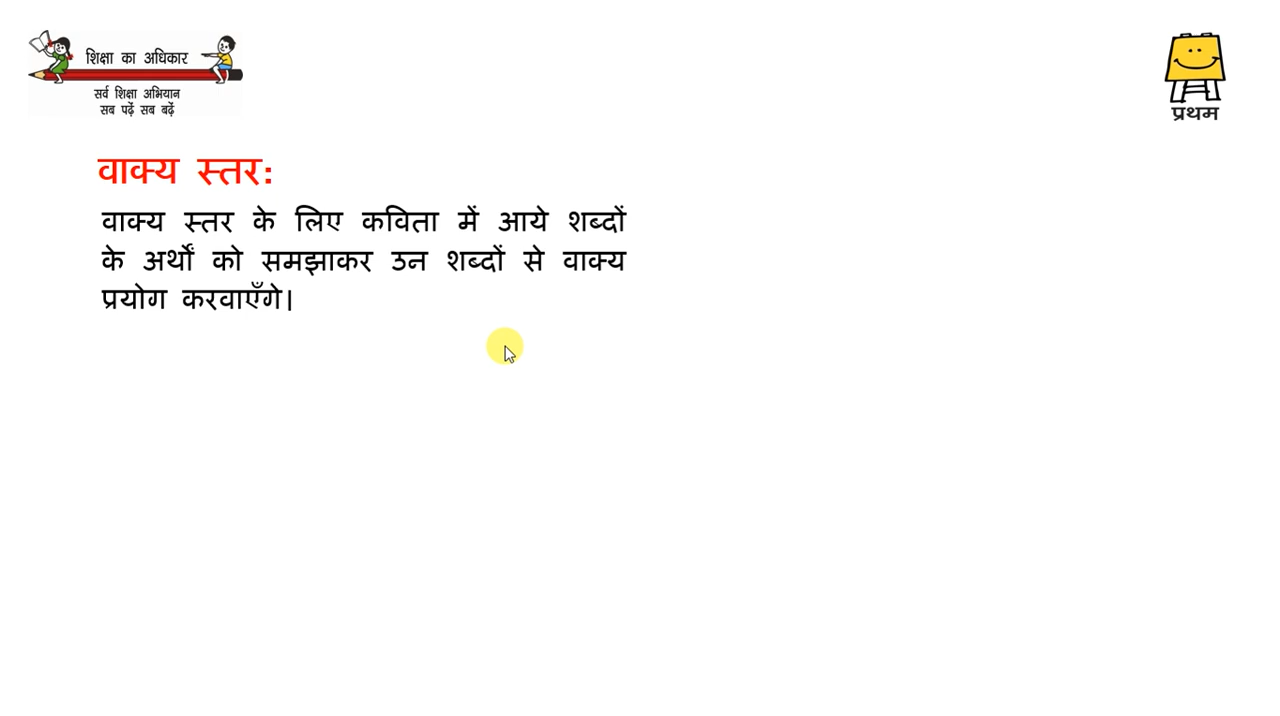 शिक्षा का अधिकार
सर्व शिक्षा अभियान
सब पढ़ें सब बढ़ें
प्रथम
वाक्य स्तर:
वाक्य स्तर के लिए कविता में आये शब्दों
के अर्थों को समझाकर उन शब्दों से वाक्य
प्रयोग करवाएँगे।